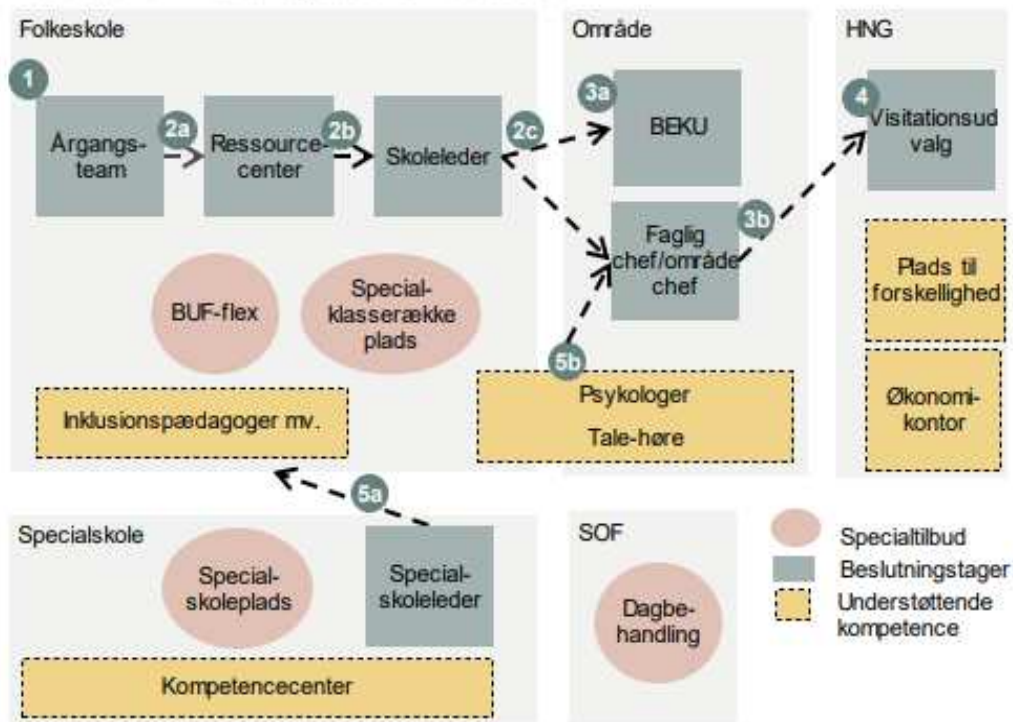 Folkeskole
1
Argangs-
team
2a
Ressource-
center
2b
Skoleleder
2c
BUF-flex
Special-
klasserække
plads
Inklusionspædagoger mv.
Område
3a
BEKU
Faglig
chef/område
chef
3b
5b
Psykologer
Tale-høre
HNG
4
Visitationsud
valg
Plads til
forskellighed
Økonomi-
kontor
5a
Specialskole
Special-
skoleplads
Special-
skoleleder
Kompetencecenter
SOF
Dagbe-
handling
Specialtilbud
Beslutningstager
Understøttende
kompetence